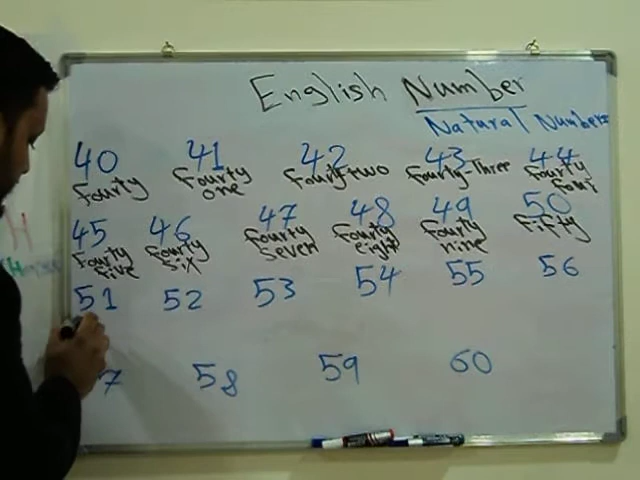 English Number
Natural Numbers
40 41 42 43 44
Fourty Fourty one Fourty-two Fourty-Three Fourty four
45 46 47 48 49 50
Fourty five Fourty six Fourty seven Fourty eight Fourty nine Fifty
51 52 53 54 55 56
7 58 59 60
H